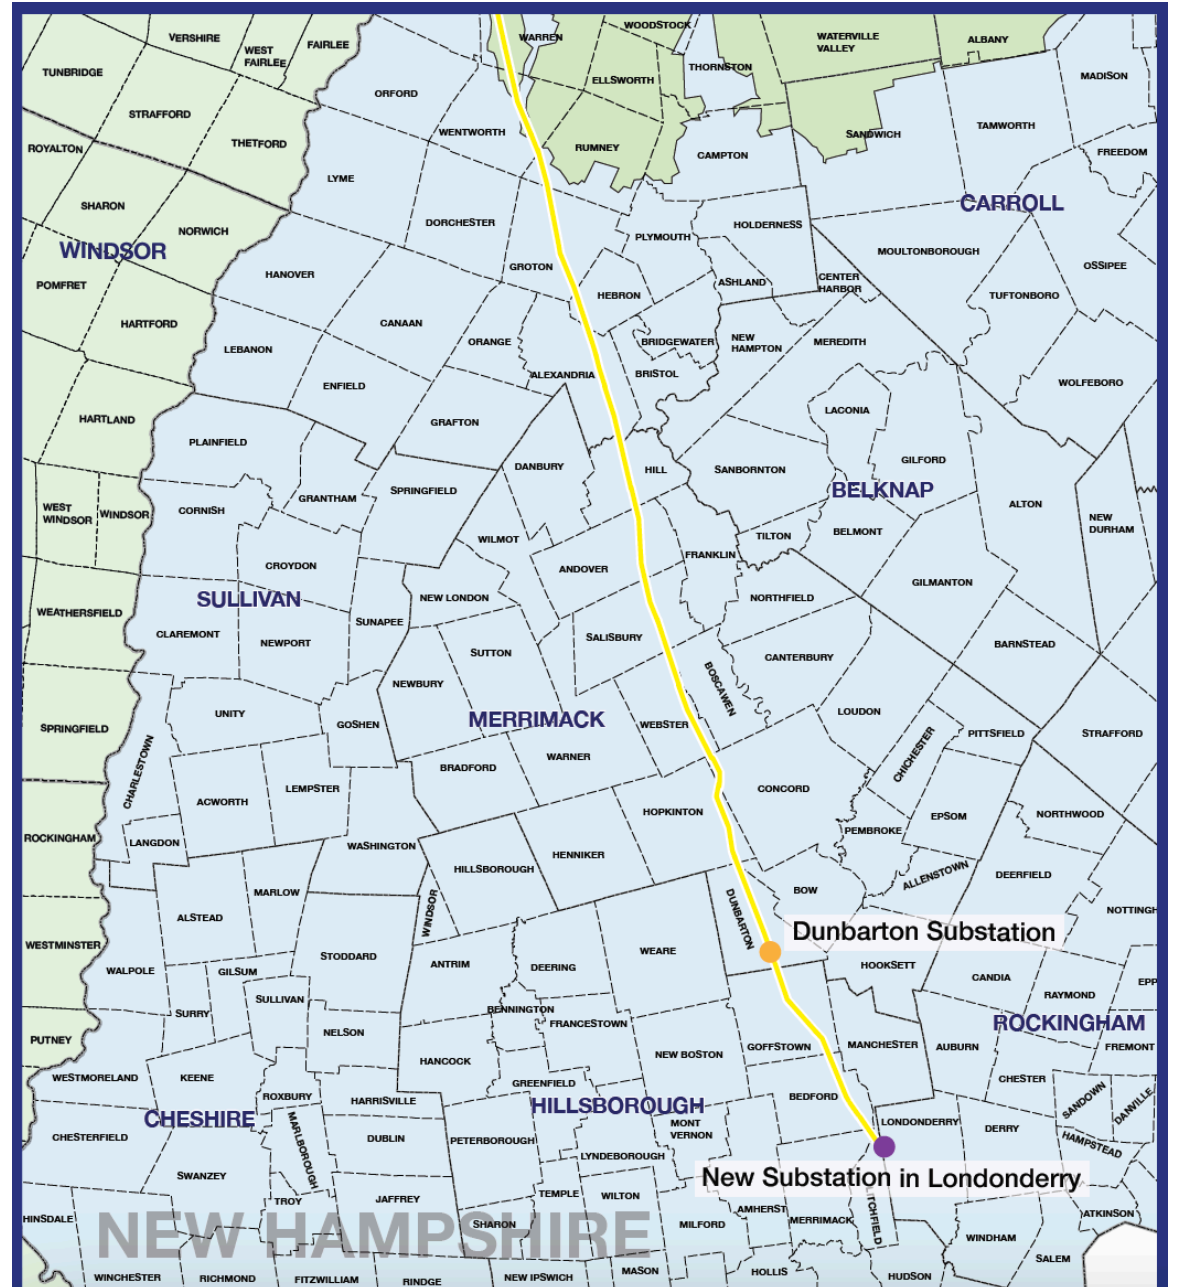 WOODSTOCK
WARREN
VERSHIRE
WATERVILLE
VALLEY
ALBANY
FAIRLEE
WEST
FAIRLEE
THORNSTON
TUNBRIDGE
MADISON
ELLSWORTH
ORFORD
STRAFFORD
TAMWORTH
WENTWORTH
SANDWICH
THETFORD
ROYALTON
RUMNEY
CAMPTON
FREEDOM
LYME
CARROLL
SHARON
DORCHESTER
HOLDERNESS
NORWICH
PLYMOUTH
WINDSOR
MOULTONBOROUGH
HANOVER
GROTON
OSSIPEE
POMFRET
ASHLAND
CENTER
HARBOR
HEBRON
TUFTONBORO
HARTFORD
CANAAN
ORANGE
BRIDGEWATER
NEW
HAMPTON
MEREDITH
LEBANON
ALEXANDRIA
BRISTOL
ENFIELD
WOLFEBORO
LACONIA
HARTLAND
GRAFTON
PLAINFIELD
GILFORD
DANBURY
HILL
SANBORNTON
BELKNAP
SPRINGFIELD
GRANTHAM
WEST
WINDSOR
WINDSOR
CORNISH
ALTON
NEW
DURHAM
TILTON
BELMONT
WILMOT
FRANKLIN
CROYDON
ANDOVER
GILMANTON
SULLIVAN
NEW LONDON
NORTHFIELD
WEATHERSFIELD
SUNAPEE
CLAREMONT
NEWPORT
SALISBURY
BARNSTEAD
SUTTON
CANTERBURY
NEWBURY
BOSCAWEN
UNITY
LOUDON
MERRIMACK
GOSHEN
WEBSTER
SPRINGFIELD
PITTSFIELD
STRAFFORD
CHICHESTER
WARNER
BRADFORD
CHARLESTOWN
LEMPSTER
CONCORD
ACWORTH
HOPKINTON
EPSOM
NORTHWOOD
PEMBROKE
ROCKINGHAM
LANGDON
WASHINGTON
HENNIKER
HILLSBOROUGH
ALLENSTOWN
DEERFIELD
MARLOW
BOW
WINDSOR
DUNBARTON
NOTTINGH
ALSTEAD
Dunbarton Substation
WESTMINSTER
WEARE
STODDARD
ANTRIM
DEERING
HOOKSETT
WALPOLE
GILSUM
CANDIA
EPP
RAYMOND
SULLIVAN
BENNINGTON
SURRY
FRANCESTOWN
ROCKINGHAM
NELSON
PUTNEY
GOFFSTOWN
MANCHESTER
AUBURN
FREMONT
NEW BOSTON
HANCOCK
WESTMORELAND
KEENE
CHESTER
GREENFIELD
ROXBURY
BEDFORD
HARRISVILLE
SANDOWN
DANVILLE
HILLSBOROUGH
CHESHIRE
LONDONDERRY
MONT
VERNON
DERRY
CHESTERFIELD
DUBLIN
PETERBOROUGH
HAMPSTEAD
MARLBOROUGH
LYNDEBOROUGH
SWANZEY
New Substation in Londonderry
TEMPLE
WILTON
JAFFREY
TROY
AMHERST
LITCHFIELD
ATKINSON
HINSDALE
NEW HAMPSHIRE
SHARON
MILFORD
MERRIMACK
WINDHAM
SALEM
MASON
HOLLIS
HUDSON
WINCHESTER
RICHMOND
FITZWILLIAM
RINDGE
NEW IPSWICH